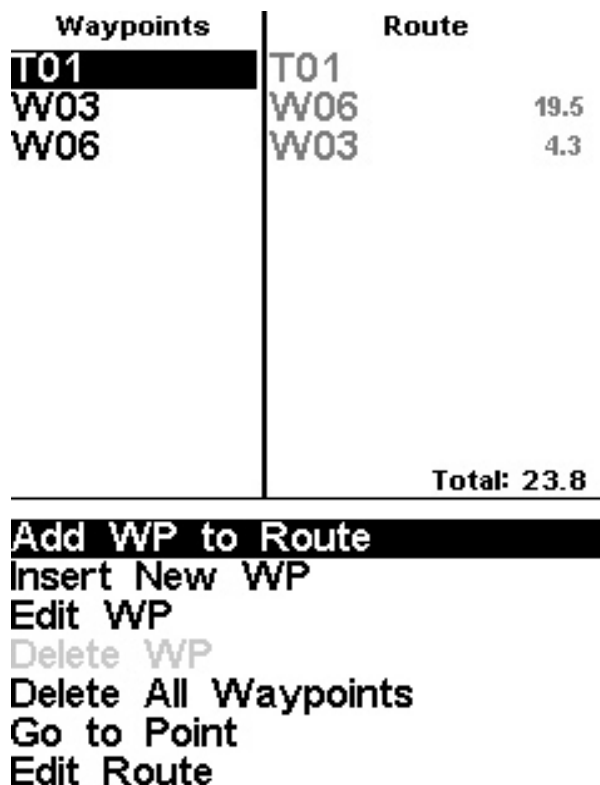 Waypoints Route
T01 T01
W03 W06 19.5
W06 W03 4.3
Total: 23.8
Add WP to Route
Insert New WP
Edit WP
Delete WP
Delete All Waypoints
Go to Point
Edit Route